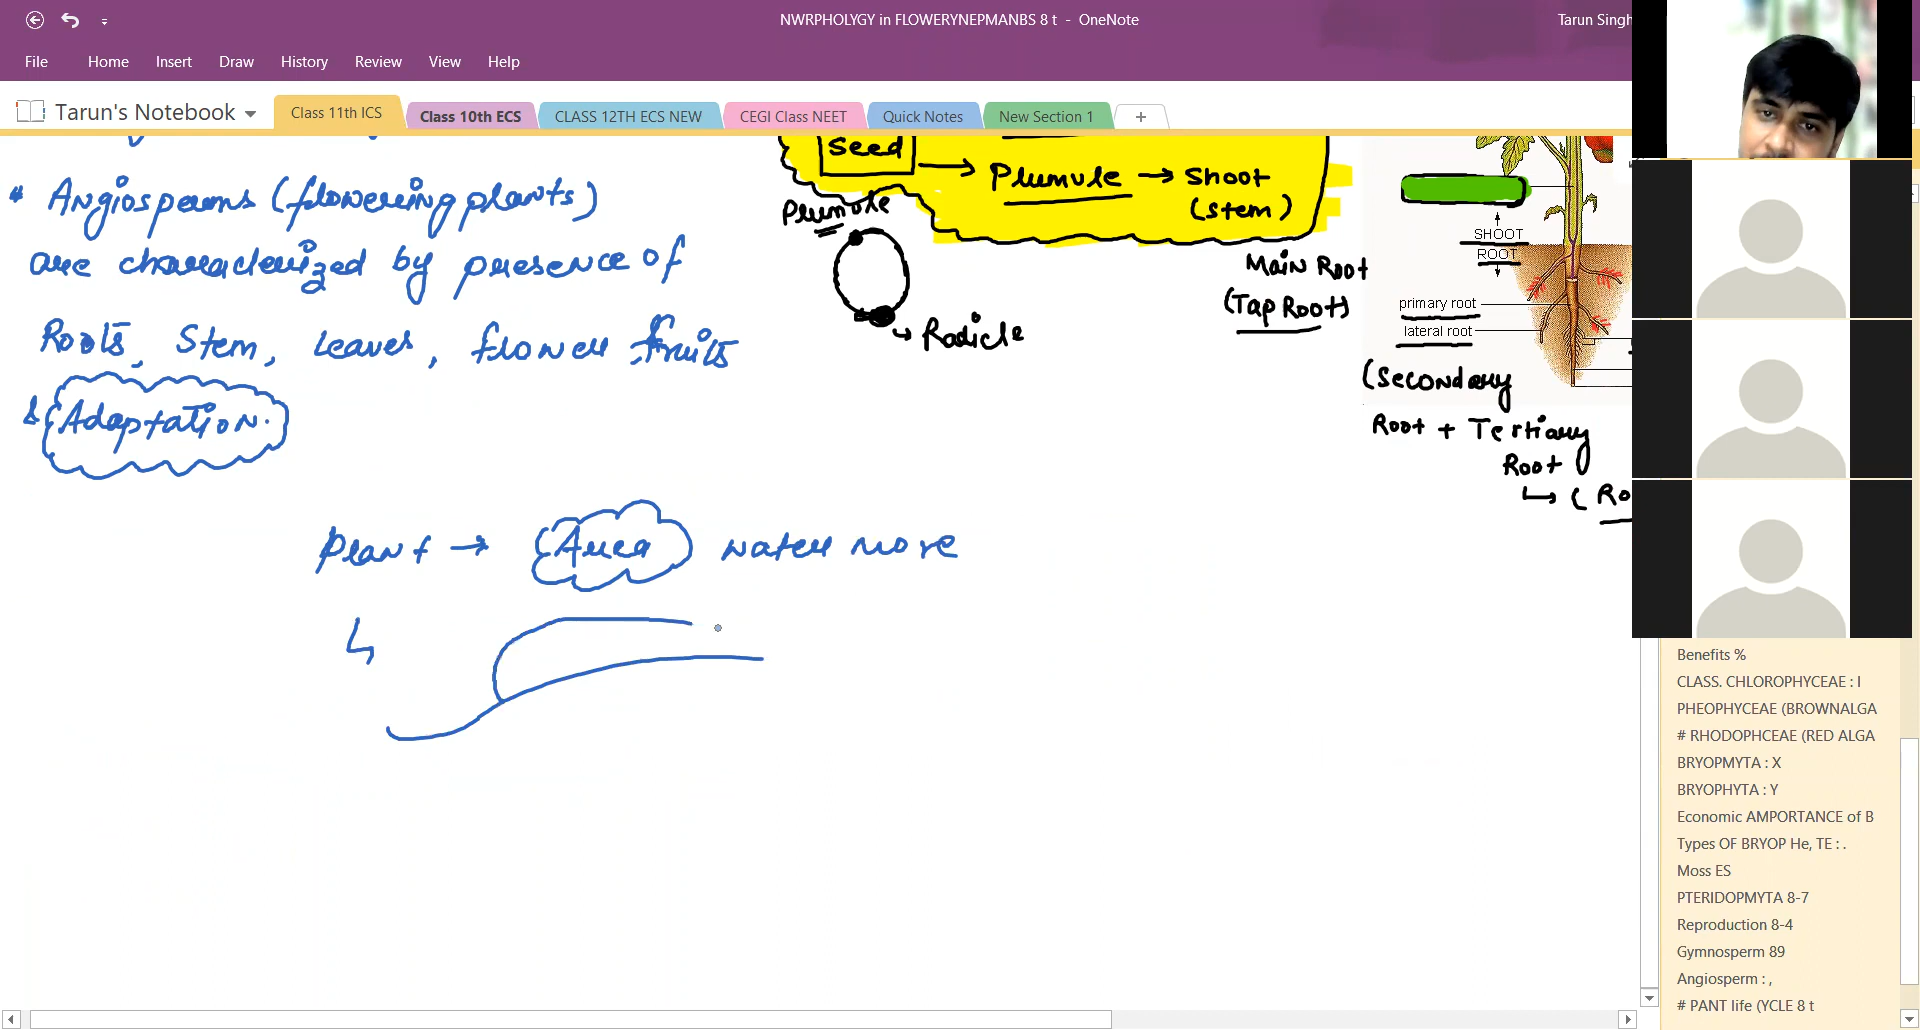 NWRPHOLYGY in FLOWERYNEPMANBS 8 t - OneNote
Tarun Singh
File Home Insert Draw History Review View Help
Tarun's Notebook
Class 11th ICS
Class 10th ECS
CLASS 12TH ECS NEW
CEGI Class NEET
Quick Notes
New Section 1
+
* Angiosperms (flowering plants)
are characterized by presence of
Roots, Stem, Leaves, flower, fruits
& (Adaptation.
Plant → (Area) water more
Seed → Plumule → Shoot
(Stem)
Plumule
→ Radicle
Main Root
(Tap Root)
SHOOT
ROOT
primary root
lateral root
(Secondary
Root + Tertiary
Root
↳ ( Ro
Benefits %
CLASS. CHLOROPHYCEAE : I
PHEOPHYCEAE (BROWNALGA
# RHODOPHCEAE (RED ALGA
BRYOPMYTA : X
BRYOPHYTA : Y
Economic AMPORTANCE of B
Types OF BRYOP He, TE : .
Moss ES
PTERIDOPMYTA 8-7
Reproduction 8-4
Gymnosperm 89
Angiosperm : ,
# PANT life (YCLE 8 t